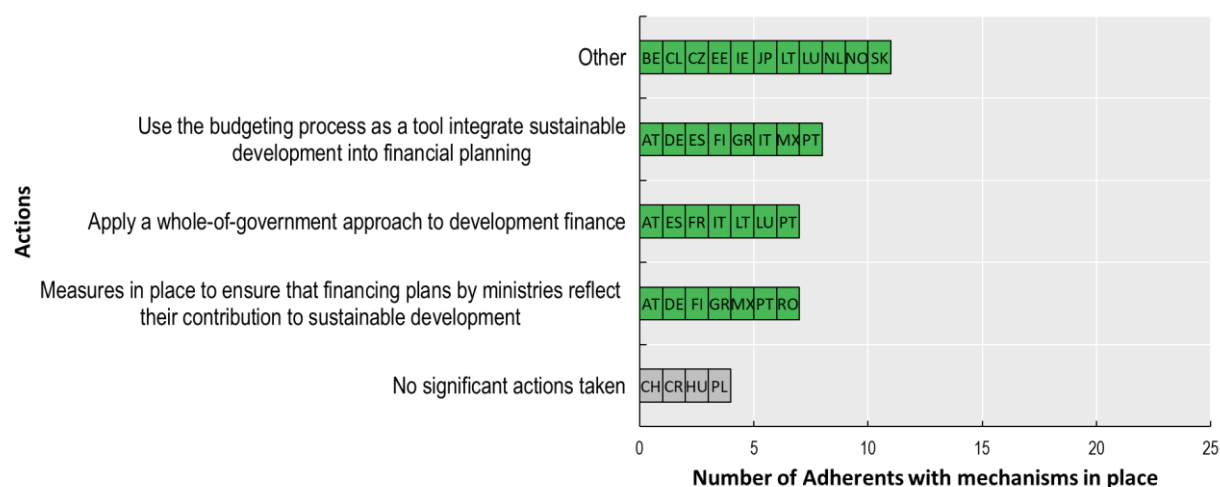 Other
BE CL CZ EE IE JP LT LU NL NO SK
Use the budgeting process as a tool integrate sustainable
development into financial planning
AT DE ES FI GR IT MX PT
Apply a whole-of-government approach to development finance
AT ES FR IT LT LU PT
Measures in place to ensure that financing plans by ministries reflect
their contribution to sustainable development
AT DE FI GR MX PT RO
No significant actions taken
CH CR HU PL
Actions
0 5 10 15 20 25
Number of Adherents with mechanisms in place